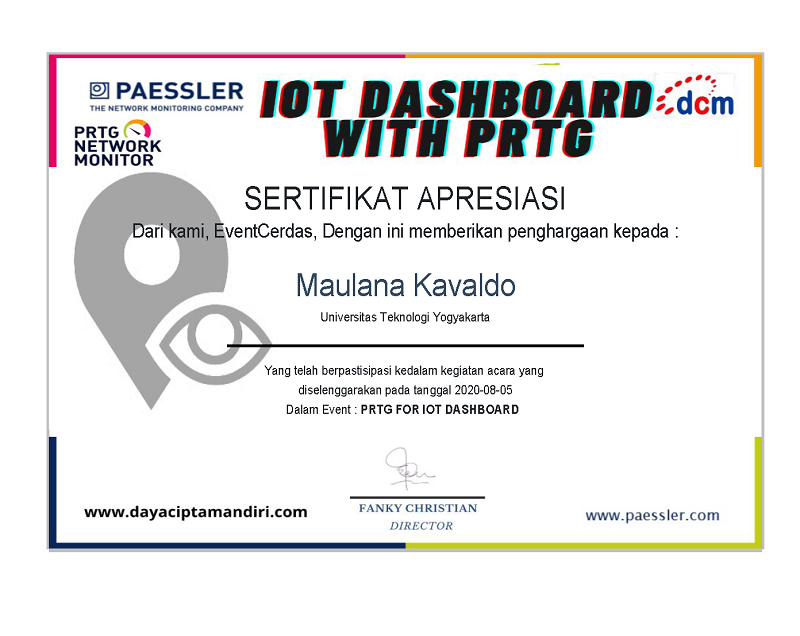 PAESSLER
THE NETWORK MONITORING COMPANY
PRTG
NETWORK
MONITOR
IOT DASHBOARD
WITH PRTG
dcm
SERTIFIKAT APRESIASI
Dari kami, EventCerdas, Dengan ini memberikan penghargaan kepada :
Maulana Kavaldo
Universitas Teknologi Yogyakarta
Yang telah berpastisipasi kedalam kegiatan acara yang
diselenggarakan pada tanggal 2020-08-05
Dalam Event : PRTG FOR IOT DASHBOARD
www.dayaciptamandiri.com
FANKY CHRISTIAN
DIRECTOR
www.paessler.com